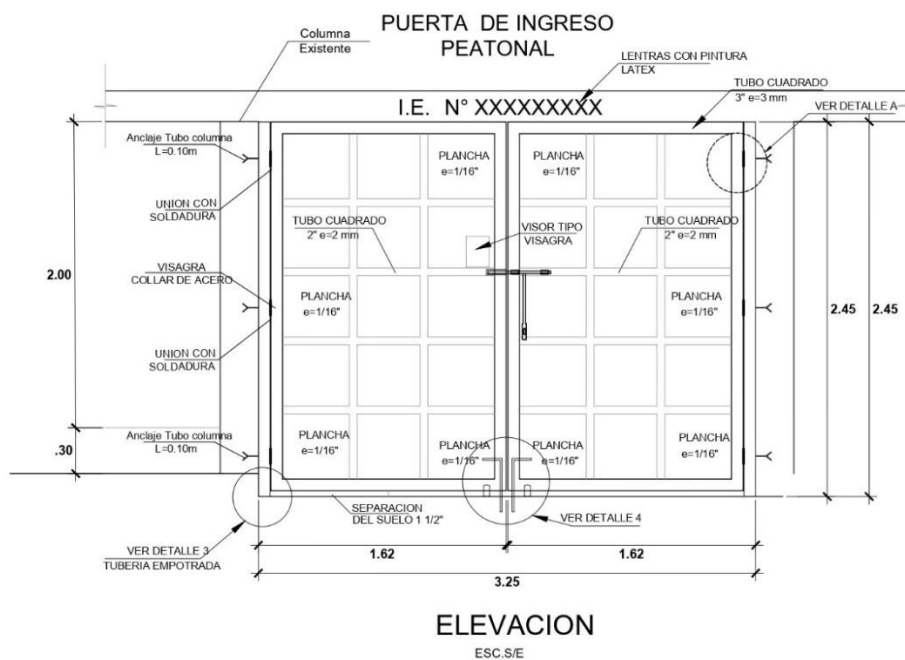 PUERTA DE INGRESO
PEATONAL
Columna
Existente
LENTRAS CON PINTURA
LATEX
TUBO CUADRADO
3" e=3 mm
I.E. N° XXXXXXXXX
VER DETALLE A
Anclaje Tubo columna
L=0.10m
PLANCHA
e=1/16"
PLANCHA
e=1/16"
UNION CON
SOLDADURA
TUBO CUADRADO
2" e=2 mm
VISOR TIPO
VISAGRA
TUBO CUADRADO
2" e=2 mm
2.00
VISAGRA
COLLAR DE ACERO
PLANCHA
e=1/16"
PLANCHA
e=1/16"
2.45
2.45
UNION CON
SOLDADURA
.30
Anclaje Tubo columna
L=0.10m
PLANCHA
e=1/16"
PLANCHA
e=1/16"
PLANCHA
e=1/16"
PLANCHA
e=1/16"
SEPARACION
DEL SUELO 1 1/2"
VER DETALLE 4
VER DETALLE 3
TUBERIA EMPOTRADA
1.62
1.62
3.25
ELEVACION
ESC.S/E